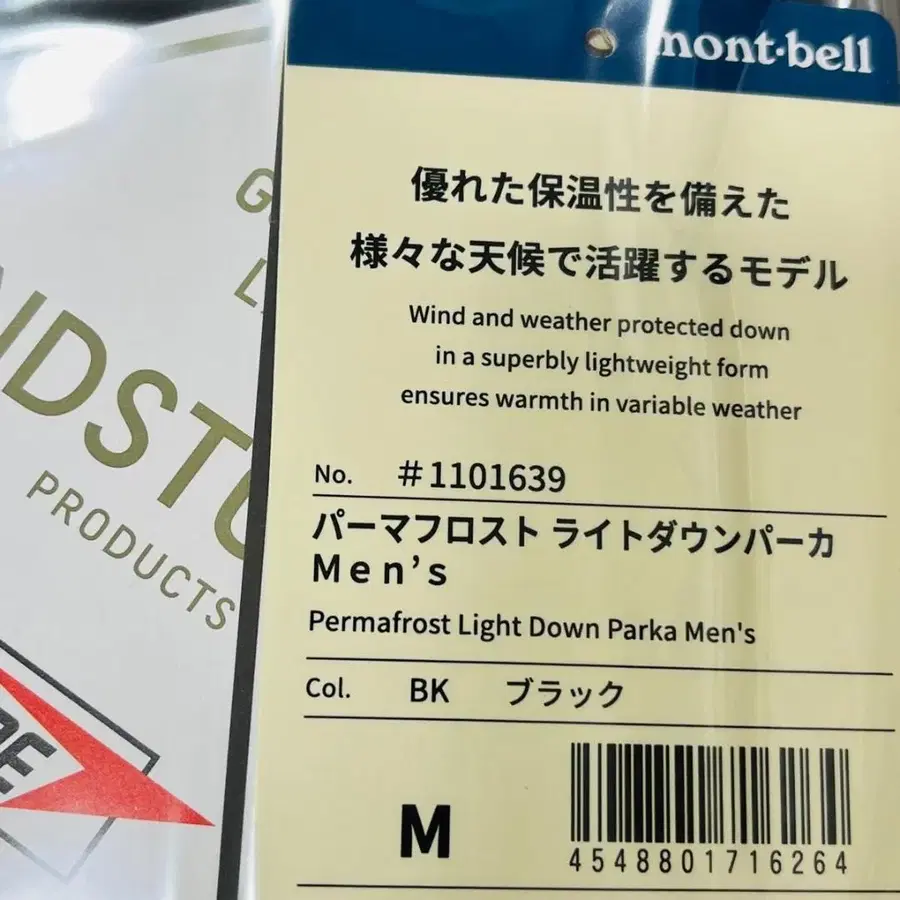 mont-bell
優れた保温性を備えた
様々な天候で活躍するモデル
Wind and weather protected down
in a superbly lightweight form
ensures warmth in variable weather
No. #1101639
パーマフロスト ライトダウンパーカ
Men's
Permafrost Light Down Parka Men's
Col. BK ブラック
M
4548801716264
PRODUCTS